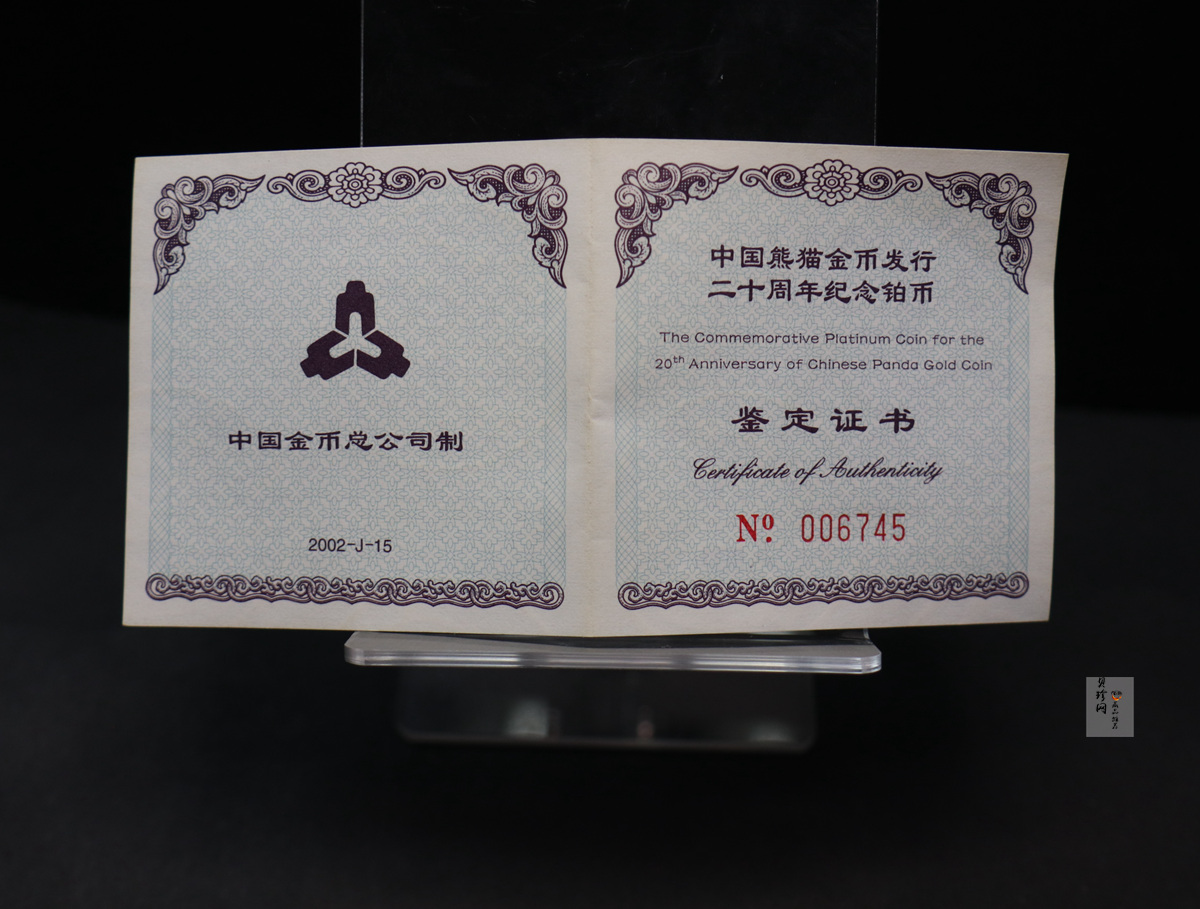 中国金币总公司制
2002-J-15
中国熊猫金币发行
二十周年纪念铂币
The Commemorative Platinum Coin for the
20th Anniversary of Chinese Panda Gold Coin
鉴定证书
Certificate of Authenticity
Nº 006745